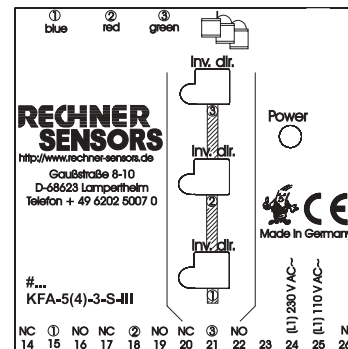 ① ② ③
blue red green
Inv. dir.
RECHNER
SENSORS
http://www.rechner-sensors.de
Gaußstraße 8-10
D-68623 Lampertheim
Telefon + 49 6202 5007 0
③
Inv. dir.
②
Inv. dir.
①
Power
CE
Made in Germany
#...
KFA-5(4)-3-S-III
(L1) 230 V AC~
(L1) 110 V AC~
NC ① NO NC ② NO NC ③ NO
14 15 16 17 18 19 20 21 22 23 24 25